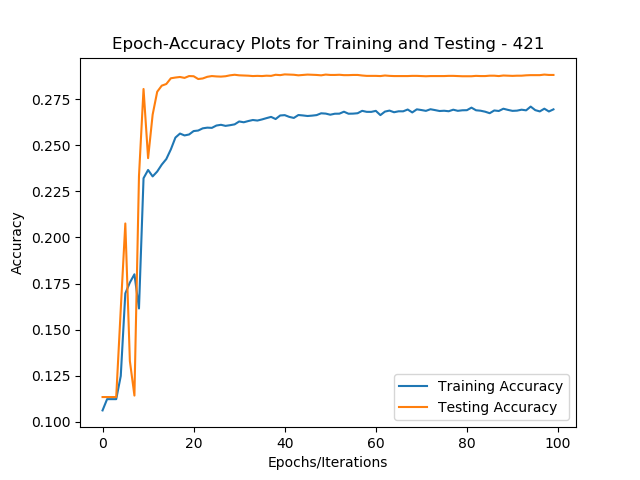 Epoch-Accuracy Plots for Training and Testing - 421
0.275
0.250
0.225
0.200
0.175
0.150
0.125
0.100
Accuracy
0 20 40 60 80 100
Epochs/Iterations
Training Accuracy
Testing Accuracy